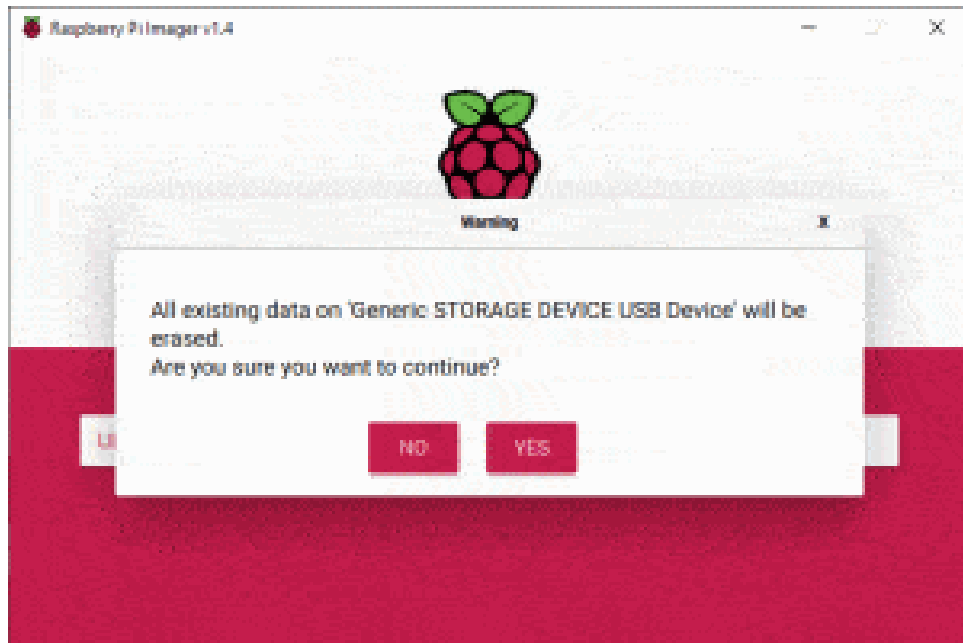 Raspberry Pi Imager v1.4
Warning
X
All existing data on 'Generic STORAGE DEVICE USB Device' will be
erased.
Are you sure you want to continue?
NO YES